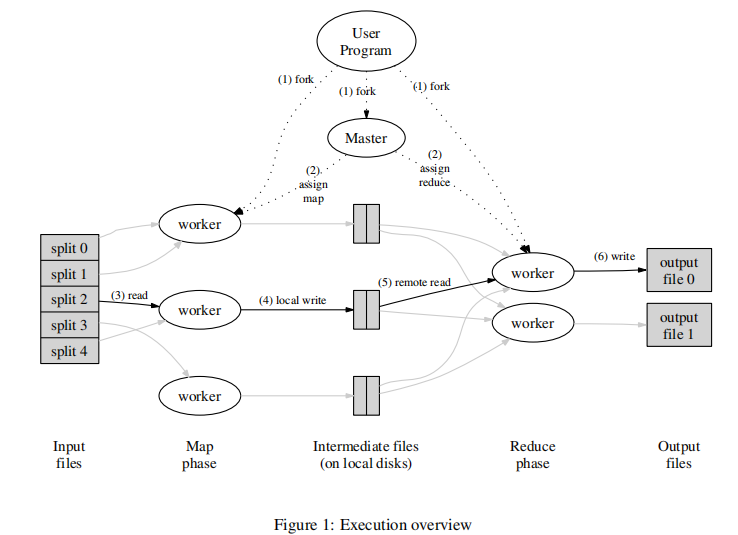 User
Program
(1) fork
(1) fork
(1) fork
Master
(2)
assign
map
(2)
assign
reduce
worker
split 0
split 1
split 2
split 3
split 4
(3) read
worker
(4) local write
(5) remote read
worker
(6) write
output
file 0
worker
output
file 1
worker
Input
files
Map
phase
Intermediate files
(on local disks)
Reduce
phase
Output
files
Figure 1: Execution overview